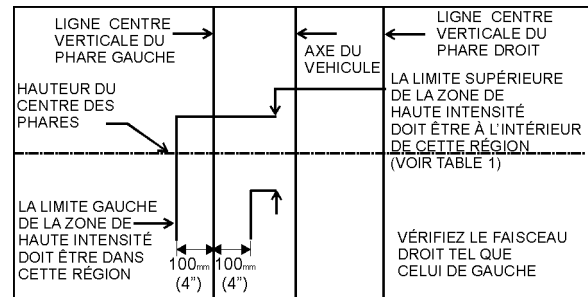 LIGNE CENTRE
VERTICALE DU
PHARE GAUCHE
AXE DU
VEHICULE
LIGNE CENTRE
VERTICALE DU
PHARE DROIT
HAUTEUR DU
CENTRE DES
PHARES
LA LIMITE SUPÉRIEURE
DE LA ZONE DE
HAUTE INTENSITÉ
DOIT ÊTRE À L'INTÉRIEUR
DE CETTE RÉGION
(VOIR TABLE 1)
LA LIMITE GAUCHE
DE LA ZONE DE
HAUTE INTENSITÉ
DOIT ÊTRE DANS
CETTE RÉGION
100mm
(4")
100mm
(4")
VÉRIFIEZ LE FAISCEAU
DROIT TEL QUE
CELUI DE GAUCHE